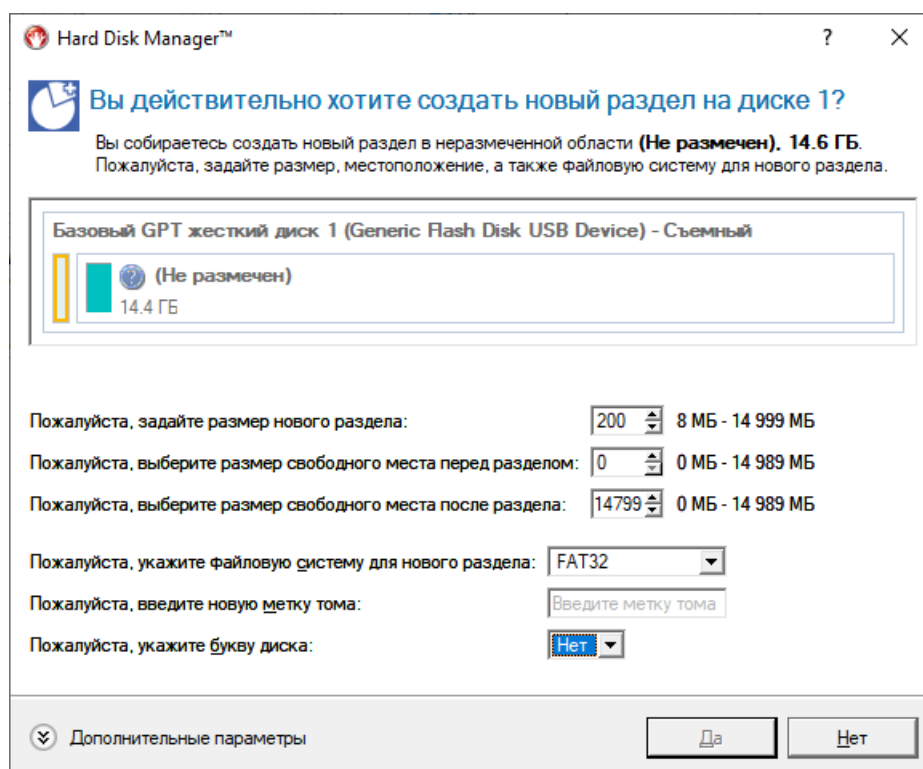 Hard Disk Manager™
?
Вы действительно хотите создать новый раздел на диске 1?
Вы собираетесь создать новый раздел в неразмеченной области (Не размечен), 14.6 ГБ.
Пожалуйста, задайте размер, местоположение, а также файловую систему для нового раздела.
Базовый GPT жесткий диск 1 (Generic Flash Disk USB Device) - Съемный
? (Не размечен)
14.4 ГБ
Пожалуйста, задайте размер нового раздела: 200 8 МБ - 14 999 МБ
Пожалуйста, выберите размер свободного места перед разделом: 0 0 МБ - 14 989 МБ
Пожалуйста, выберите размер свободного места после раздела: 14799 0 МБ - 14 989 МБ
Пожалуйста, укажите файловую систему для нового раздела: FAT32
Пожалуйста, введите новую метку тома: Введите метку тома
Пожалуйста, укажите букву диска: Нет
Дополнительные параметры Да Нет